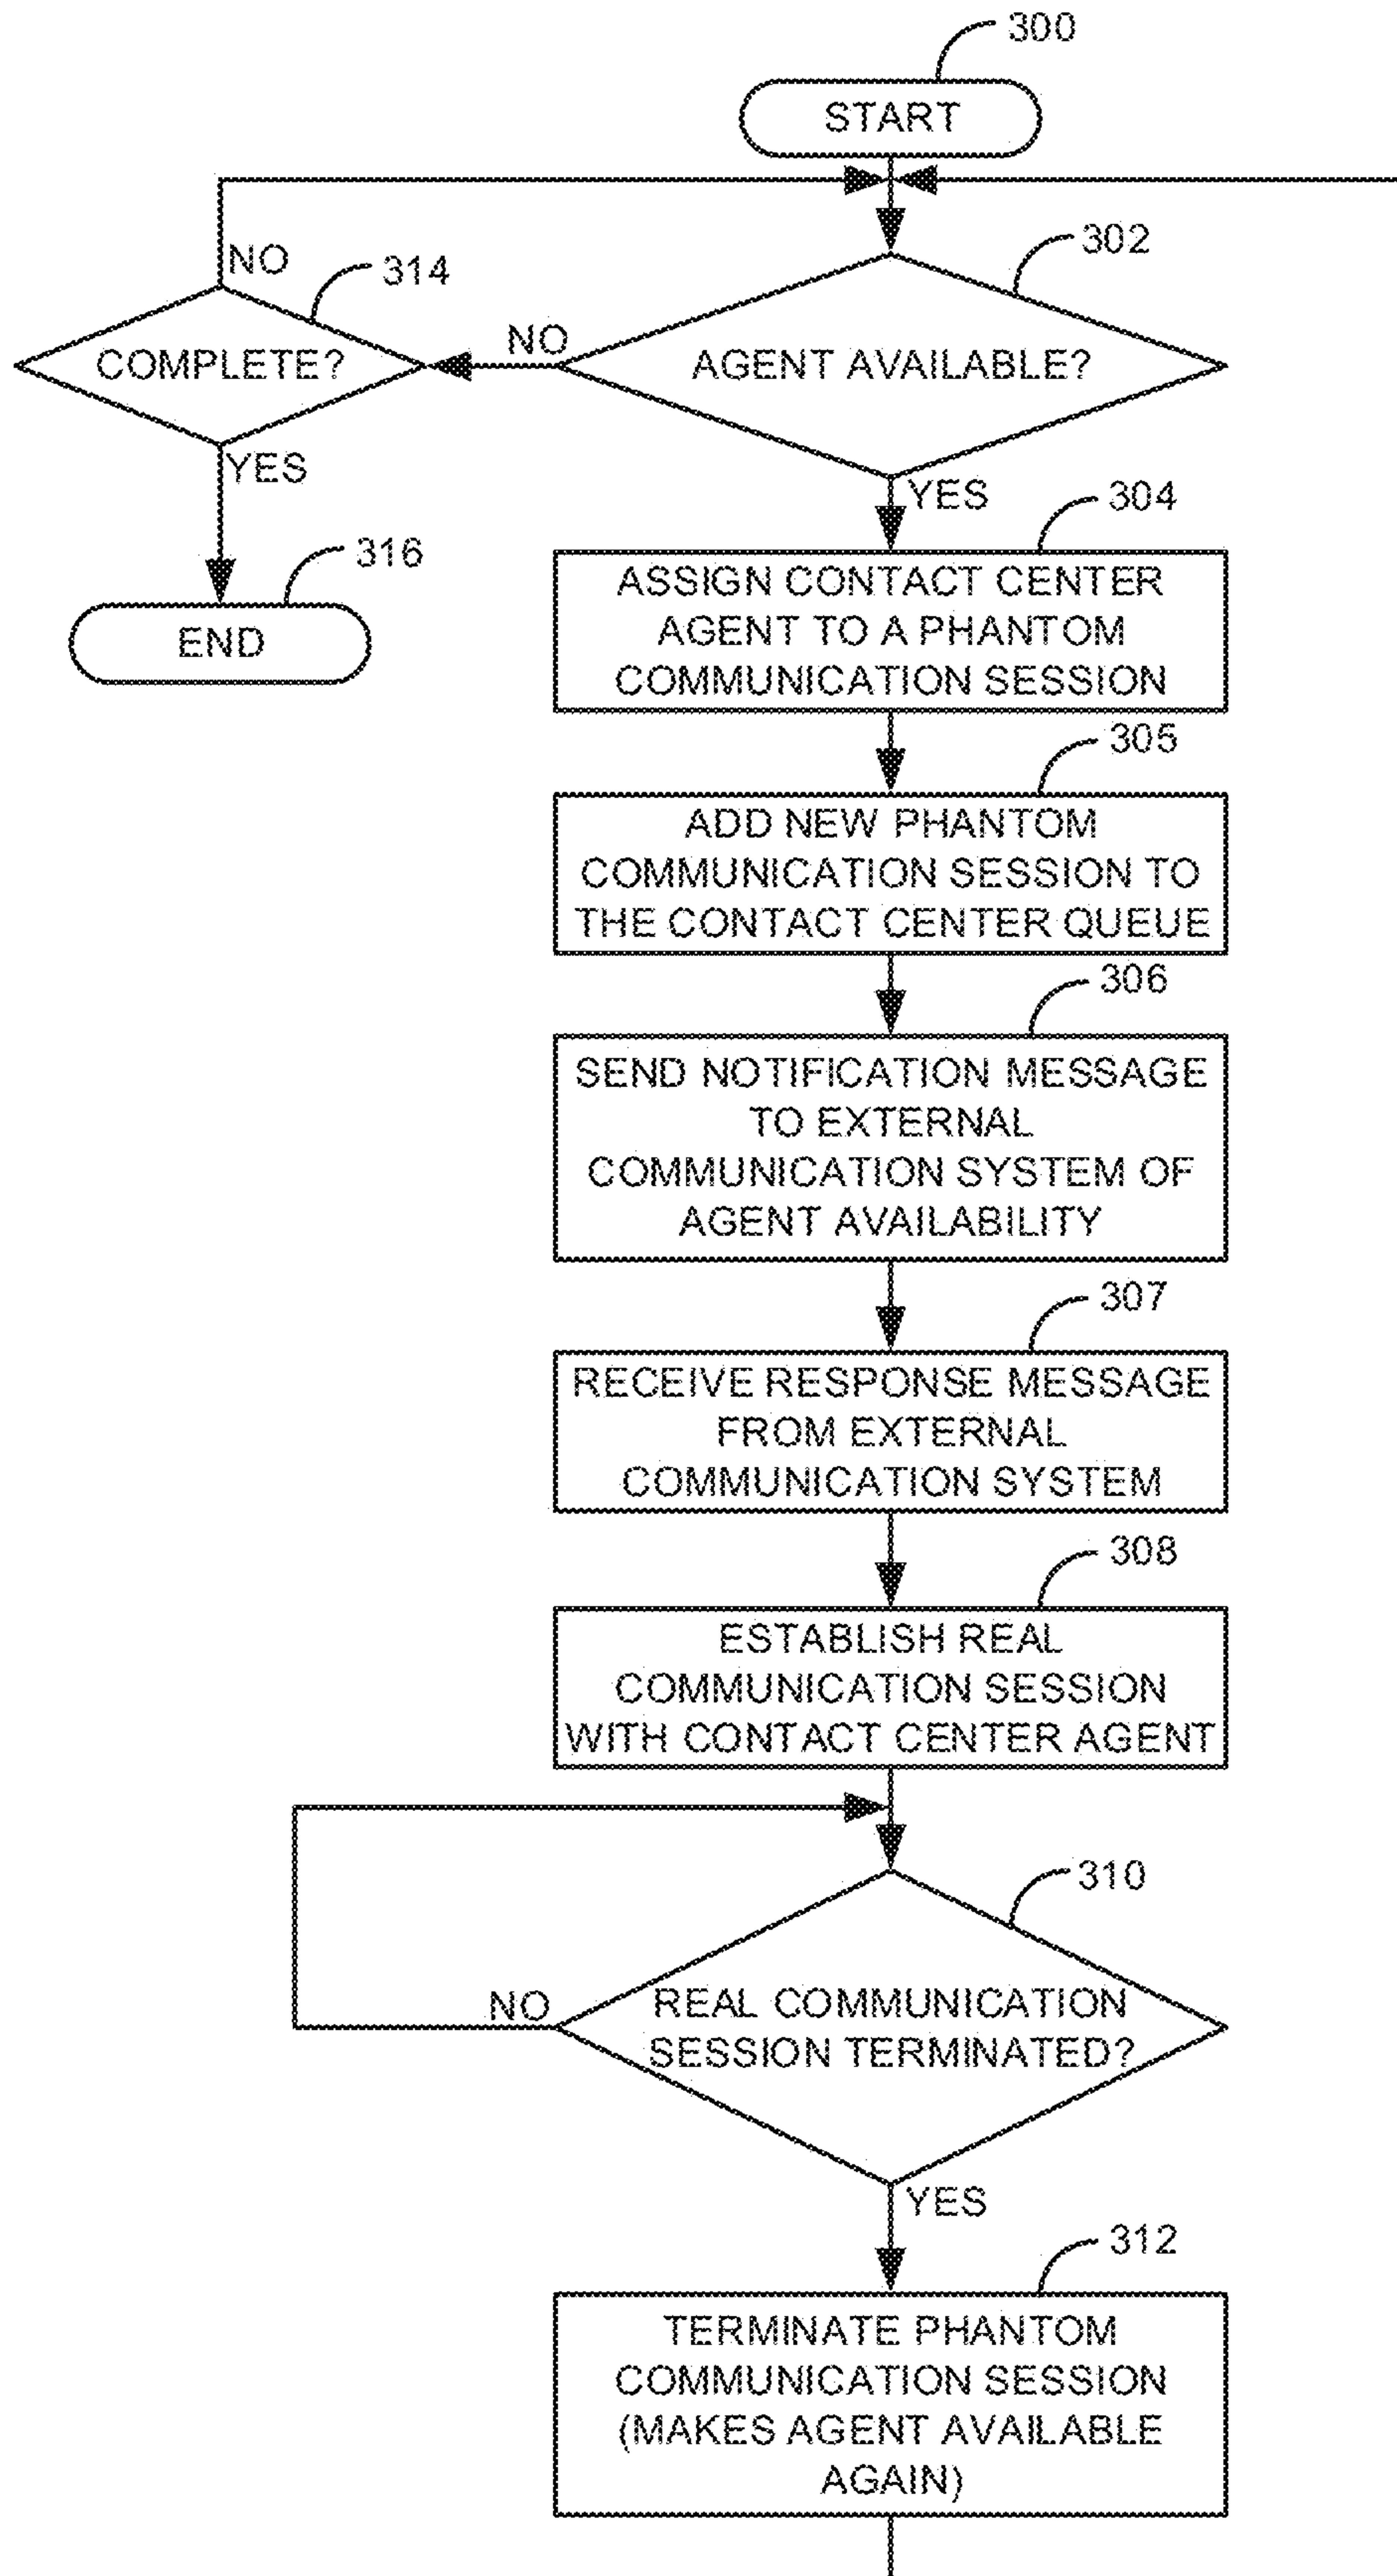 300
START
302
NO
314
COMPLETE?
NO
AGENT AVAILABLE?
YES
YES
304
316
END
ASSIGN CONTACT CENTER
AGENT TO A PHANTOM
COMMUNICATION SESSION
305
ADD NEW PHANTOM
COMMUNICATION SESSION TO
THE CONTACT CENTER QUEUE
306
SEND NOTIFICATION MESSAGE
TO EXTERNAL
COMMUNICATION SYSTEM OF
AGENT AVAILABILITY
307
RECEIVE RESPONSE MESSAGE
FROM EXTERNAL
COMMUNICATION SYSTEM
308
ESTABLISH REAL
COMMUNICATION SESSION
WITH CONTACT CENTER AGENT
310
NO
REAL COMMUNICATION
SESSION TERMINATED?
YES
312
TERMINATE PHANTOM
COMMUNICATION SESSION
(MAKES AGENT AVAILABLE
AGAIN)